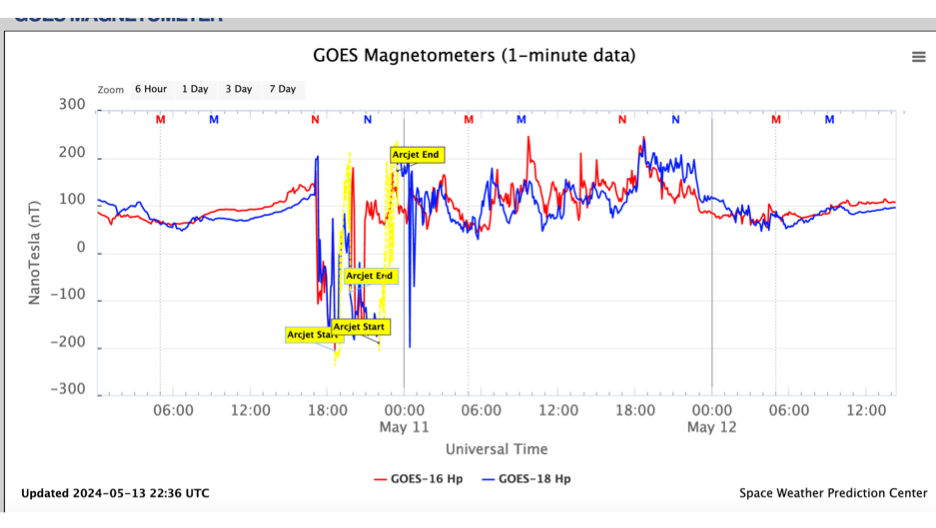 GOES MAGNETOMETER
GOES Magnetometers (1-minute data)
Zoom 6 Hour 1 Day 3 Day 7 Day
300
200
100
0
-100
-200
-300
NanoTesla (nT)
M M N N M M N N M M
Arcjet End
Arcjet End
Arcjet Start
Arcjet Start
06:00 12:00 18:00 00:00 06:00 12:00 18:00 00:00 06:00 12:00
May 11 May 12
Universal Time
GOES-16 Hp GOES-18 Hp
Updated 2024-05-13 22:36 UTC
Space Weather Prediction Center